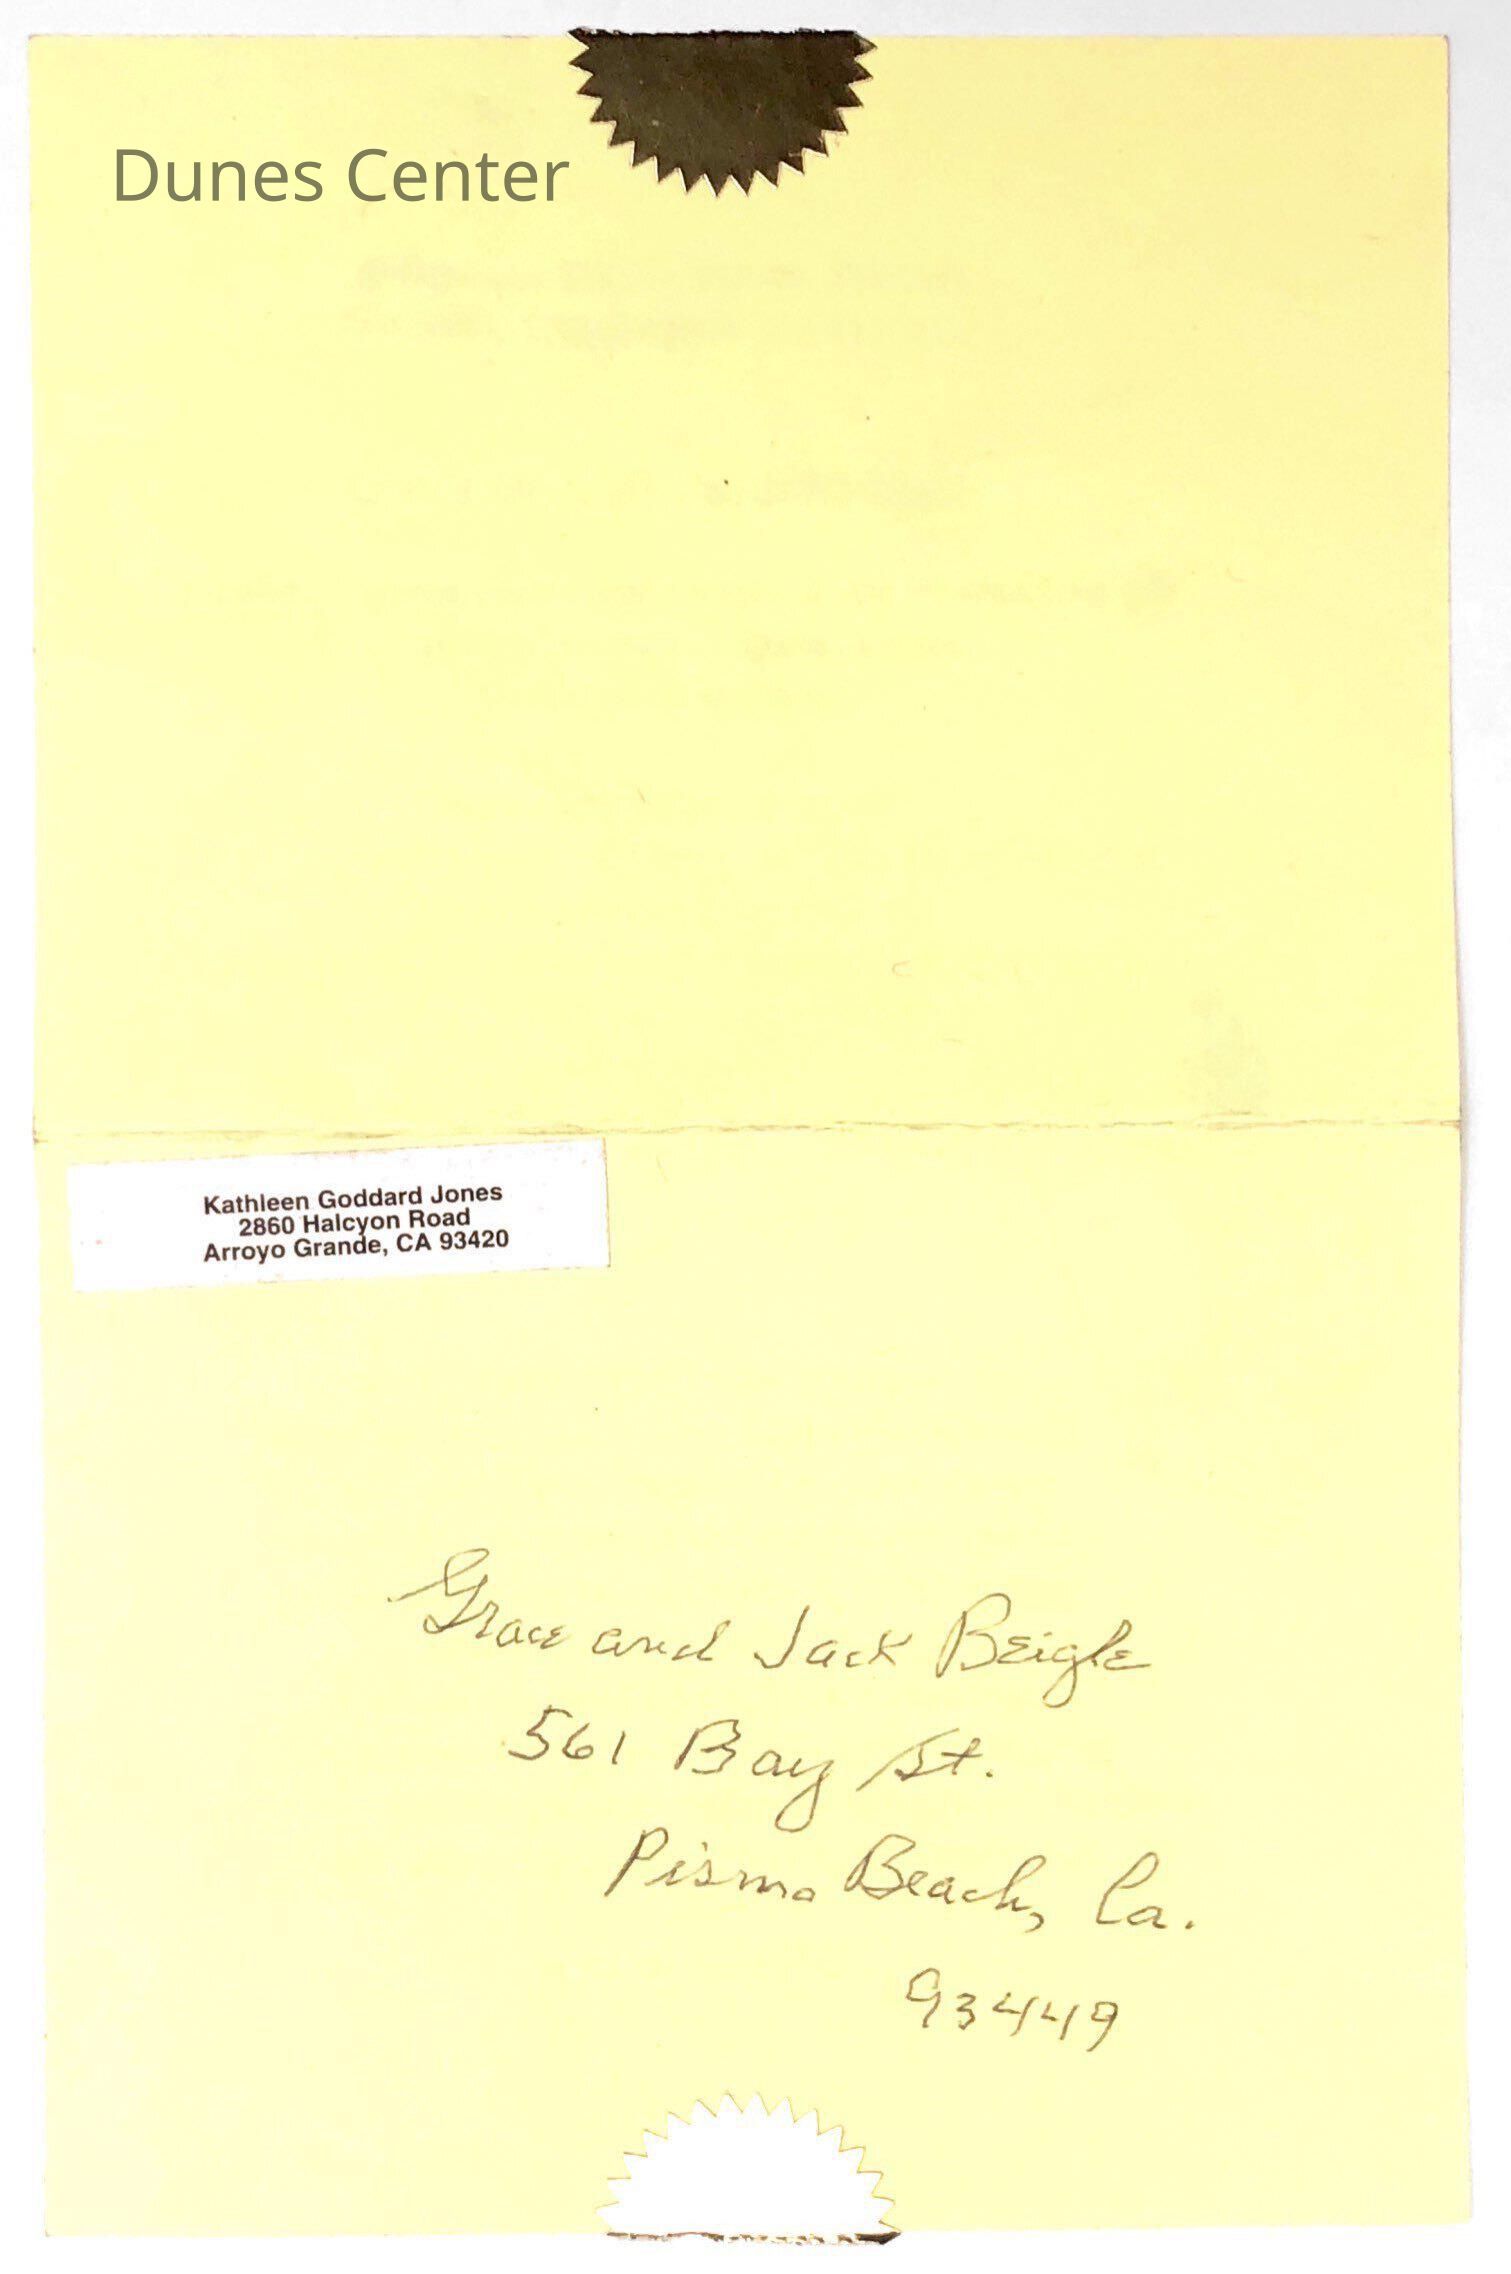 Dunes Center
Kathleen Goddard Jones
2860 Halcyon Road
Arroyo Grande, CA 93420
Grace and Jack Beigle
561 Bay St.
Pismo Beach, Ca.
93449